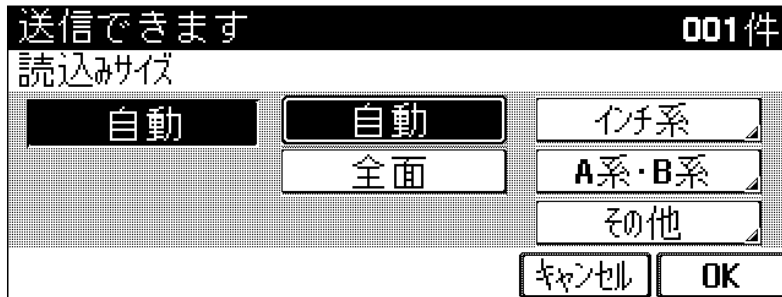 送信できます 001件
読込みサイズ
自動 自動 インチ系
全面 A系・B系
その他
キャンセル OK